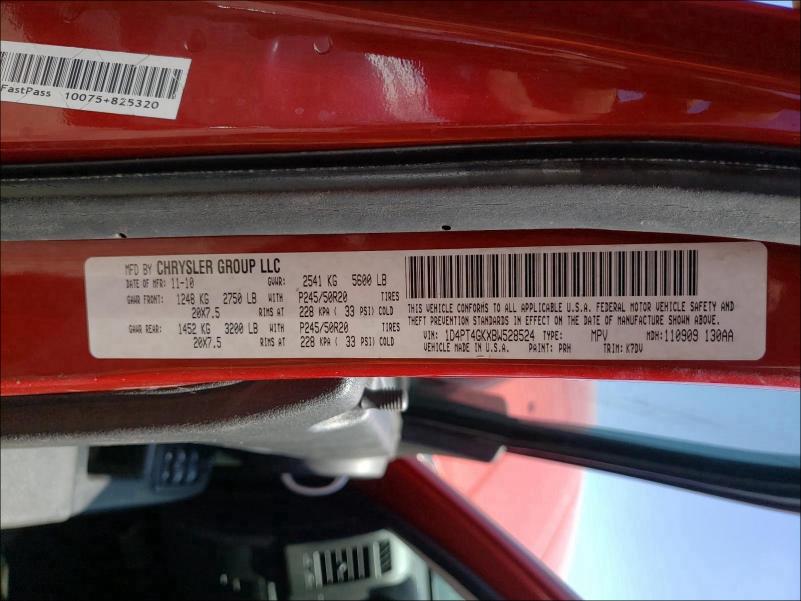 FastPass 10075+825320
MFD BY CHRYSLER GROUP LLC
DATE OF MFR: 11-10 GVWR: 2541 KG 5600 LB
GAWR FRONT: 1248 KG 2750 LB WITH P245/50R20 TIRES
20X7.5 RIMS AT 228 KPA ( 33 PSI) COLD
GAWR REAR: 1452 KG 3200 LB WITH P245/50R20 TIRES
20X7.5 RIMS AT 228 KPA ( 33 PSI) COLD
THIS VEHICLE CONFORMS TO ALL APPLICABLE U.S.A. FEDERAL MOTOR VEHICLE SAFETY AND
THEFT PREVENTION STANDARDS IN EFFECT ON THE DATE OF MANUFACTURE SHOWN ABOVE.
VIN: 1D4PT4GKXBW528524 TYPE: MPV MDH: 110909 130AA
VEHICLE MADE IN U.S.A. PAINT: PRH TRIM: K7DV